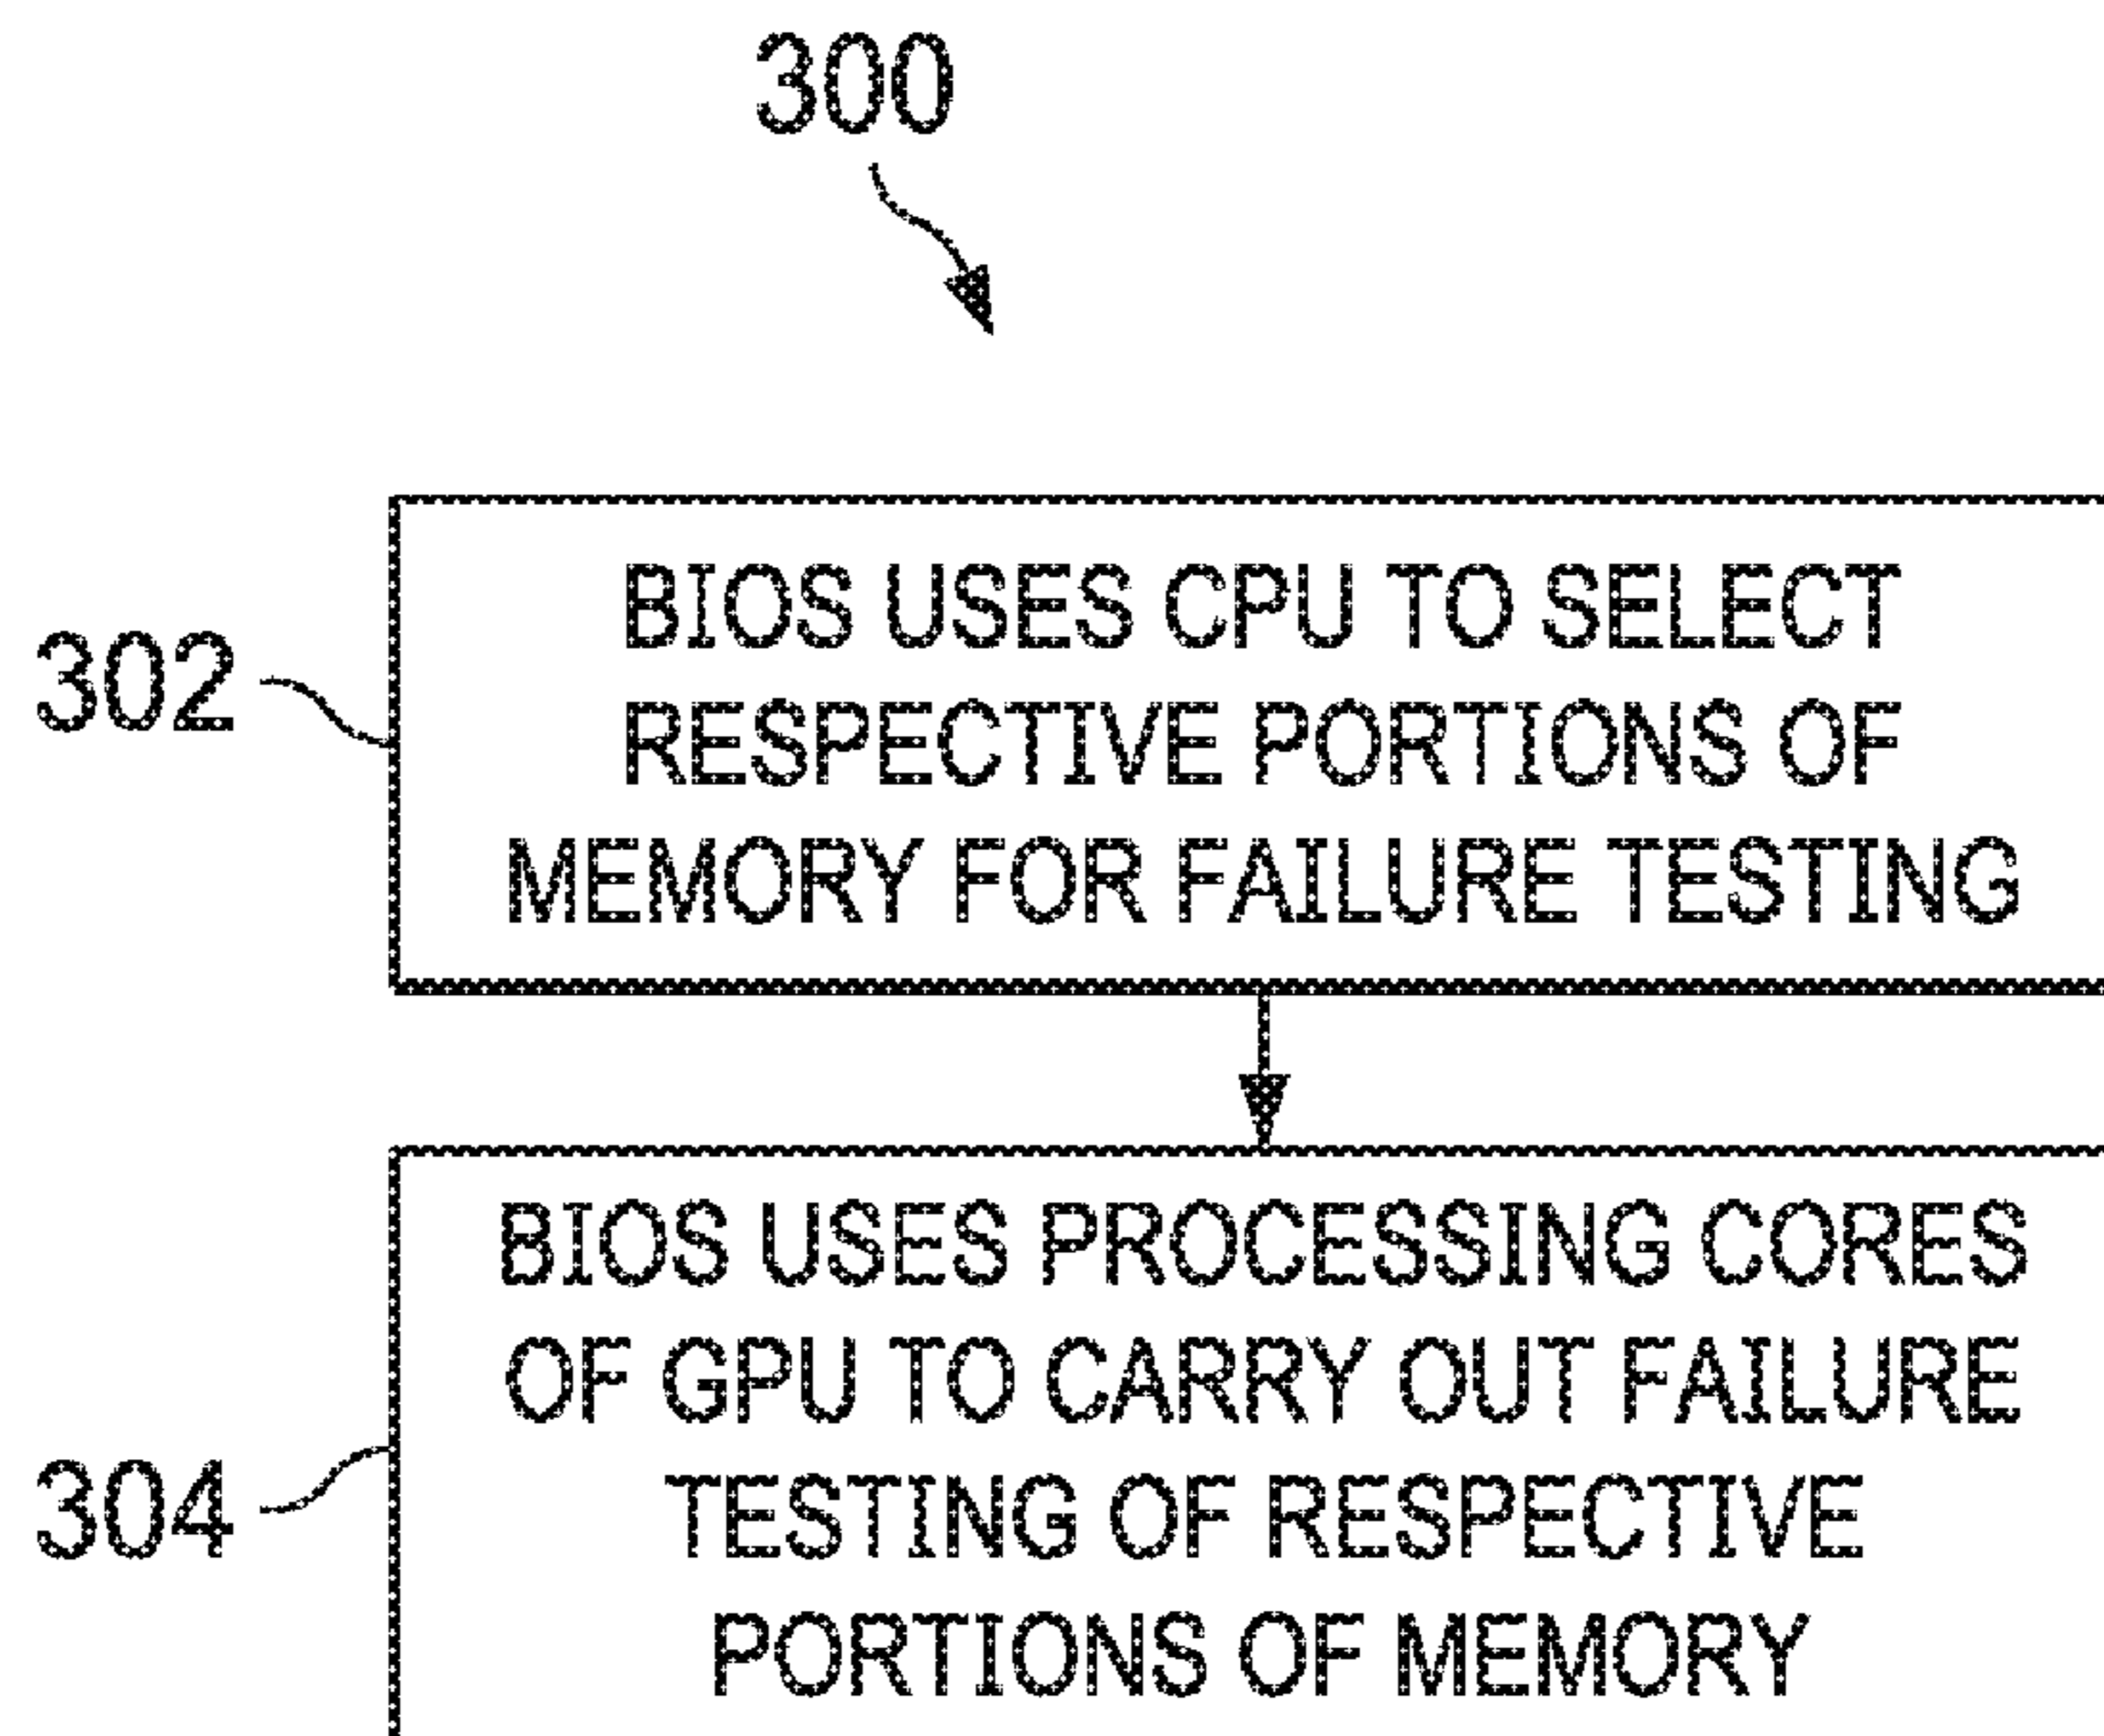 300
302
BIOS USES CPU TO SELECT
RESPECTIVE PORTIONS OF
MEMORY FOR FAILURE TESTING
304
BIOS USES PROCESSING CORES
OF GPU TO CARRY OUT FAILURE
TESTING OF RESPECTIVE
PORTIONS OF MEMORY